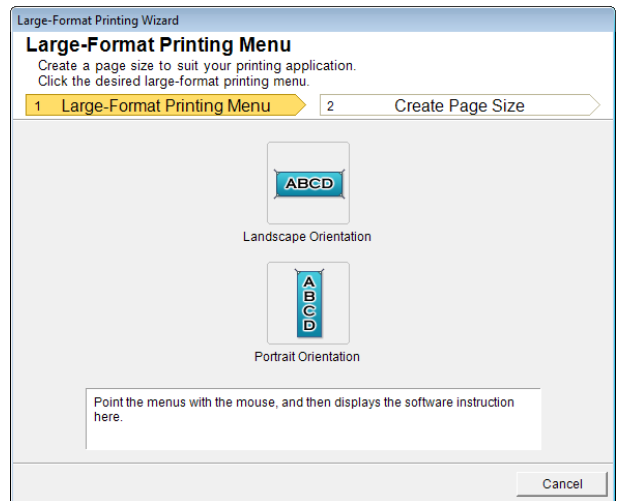 Large-Format Printing Wizard
Large-Format Printing Menu
Create a page size to suit your printing application.
Click the desired large-format printing menu.
1 Large-Format Printing Menu 2 Create Page Size
ABCD
Landscape Orientation
A
B
C
D
Portrait Orientation
Point the menus with the mouse, and then displays the software instruction
here.
Cancel